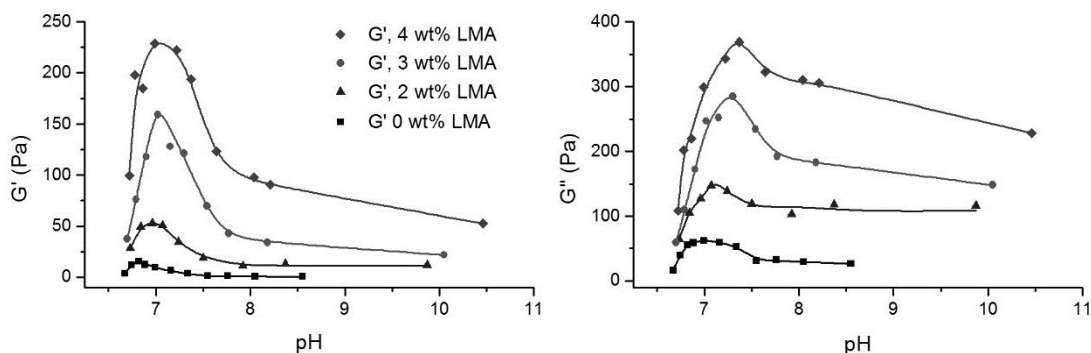 250
200
150
100
50
0
G' (Pa)
G', 4 wt% LMA
G', 3 wt% LMA
G', 2 wt% LMA
G' 0 wt% LMA
7 8 9 10 11
pH
400
300
200
100
0
G" (Pa)
6 7 8 9 10 11
pH